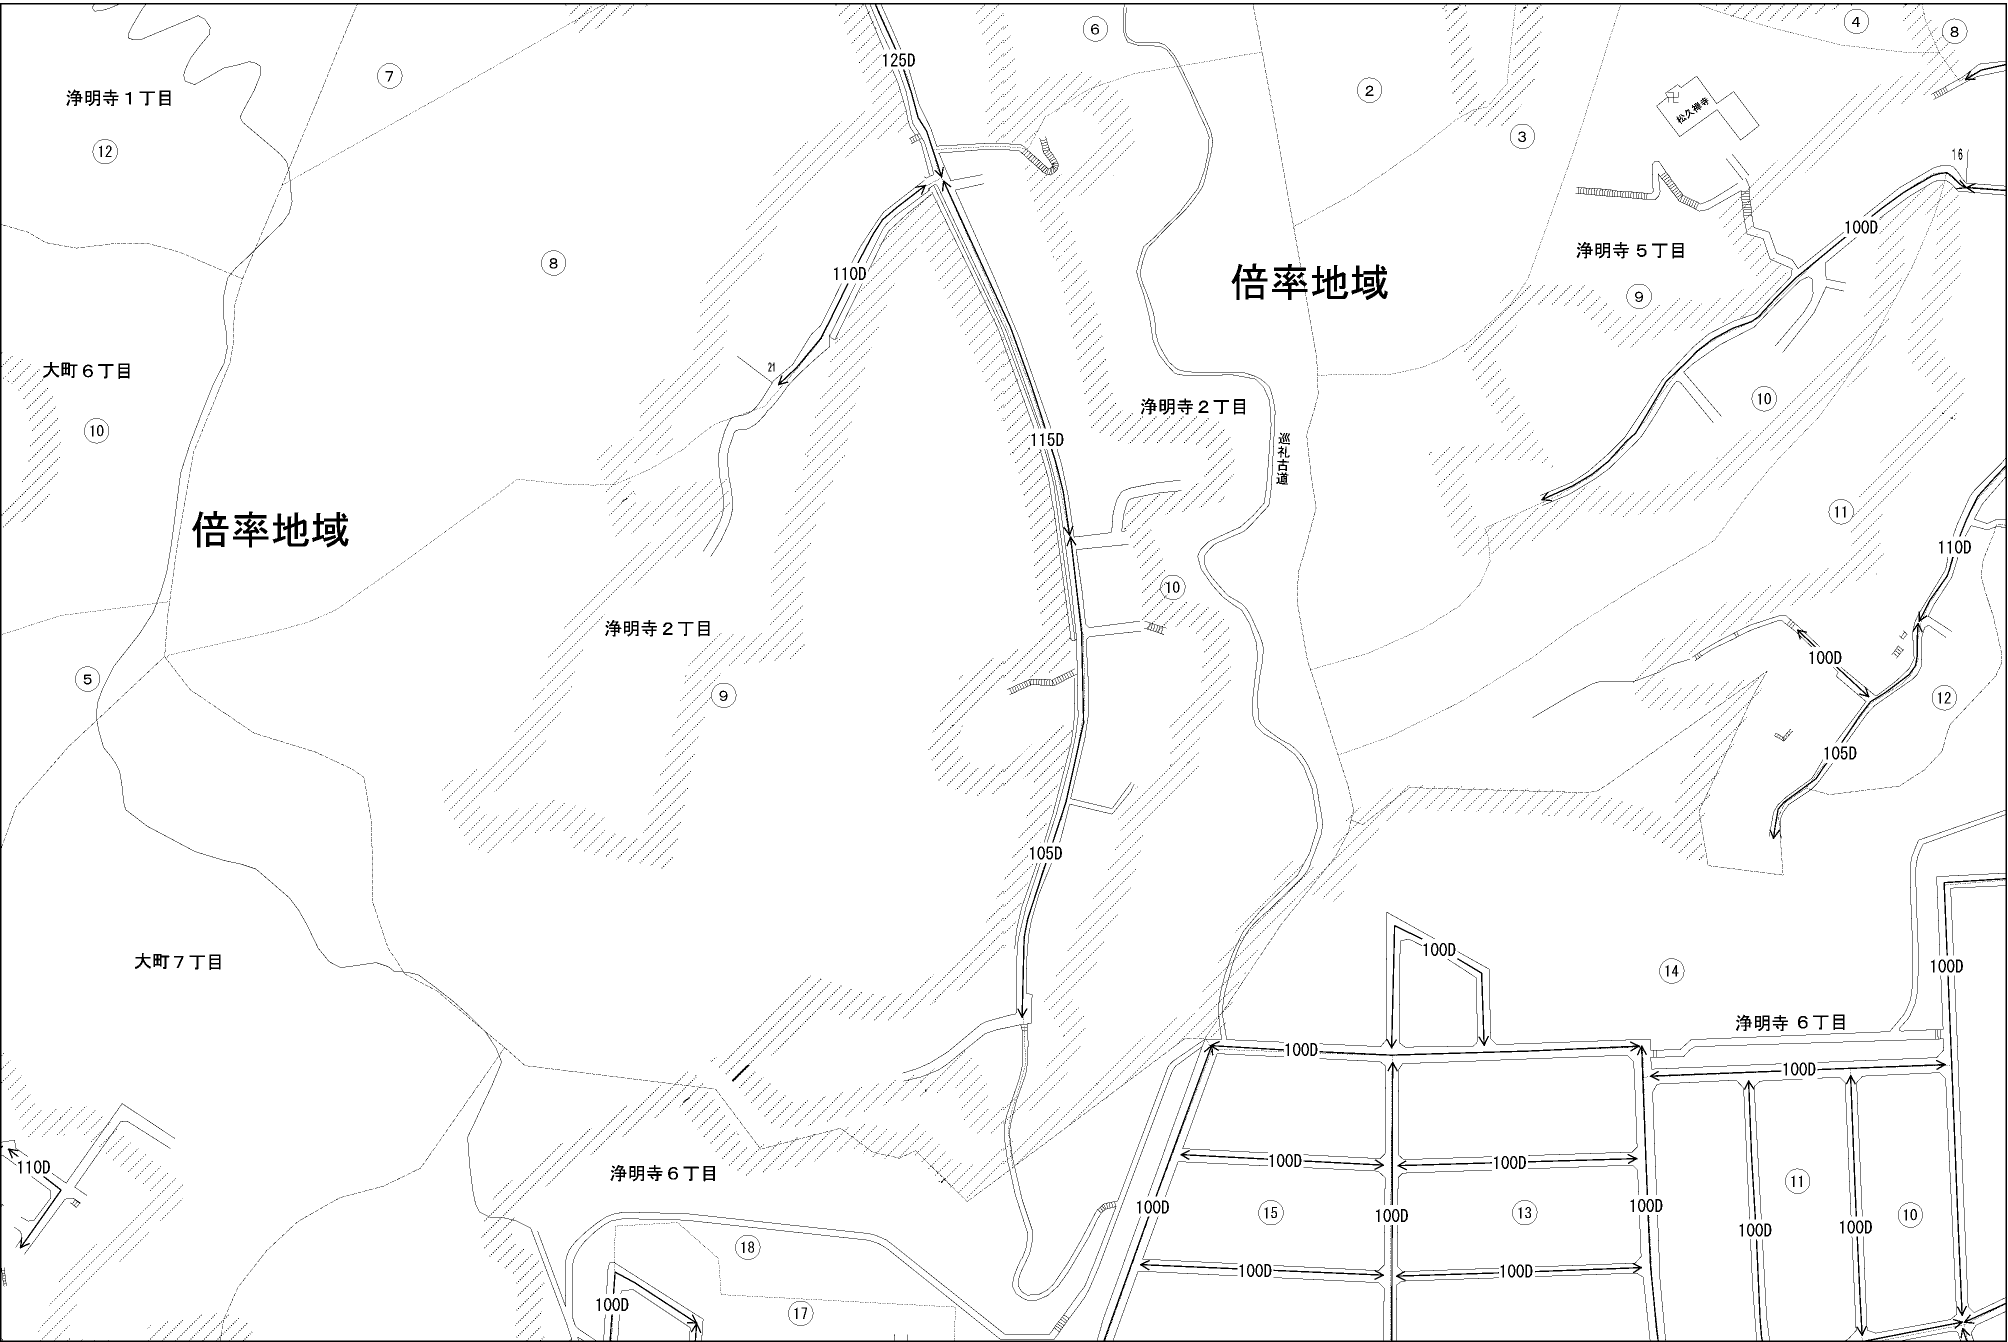 ⑥
④
⑧
125D
⑦
②
浄明寺１丁目
松久禅寺
③
⑫
16
100D
浄明寺５丁目
⑧
110D
倍率地域
⑨
21
大町６丁目
浄明寺２丁目
⑩
⑩
115D
巡礼古道
倍率地域
⑪
110D
⑩
浄明寺２丁目
100D
⑤
⑨
⑫
105D
105D
100D
大町７丁目
100D
⑭
浄明寺 ６丁目
100D
100D
110D
浄明寺６丁目
100D
100D
⑪
100D
⑮
100D
⑬
100D
100D
100D
⑩
⑱
100D
100D
100D
⑰